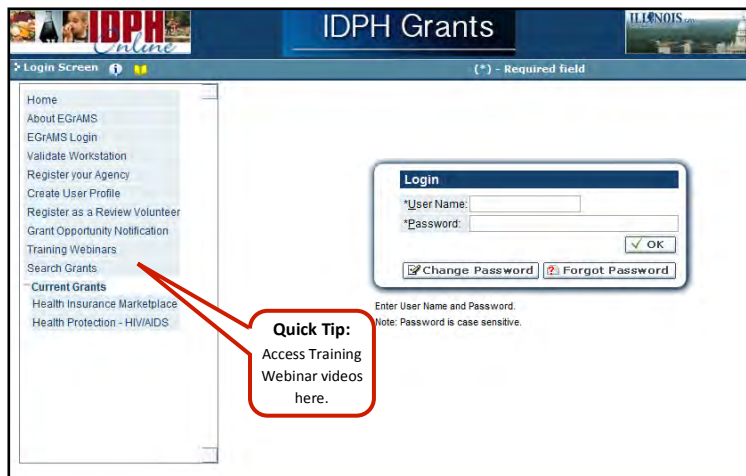 IDPH
Online
IDPH Grants
ILLINOIS
Login Screen
(*) - Required field
Home
About EGrAMS
EGrAMS Login
Validate Workstation
Register your Agency
Create User Profile
Register as a Review Volunteer
Grant Opportunity Notification
Training Webinars
Search Grants
Current Grants
Health Insurance Marketplace
Health Protection - HIV/AIDS
Login
*User Name:
*Password:
OK
Change Password
Forgot Password
Enter User Name and Password.
Note: Password is case sensitive.
Quick Tip:
Access Training
Webinar videos
here.